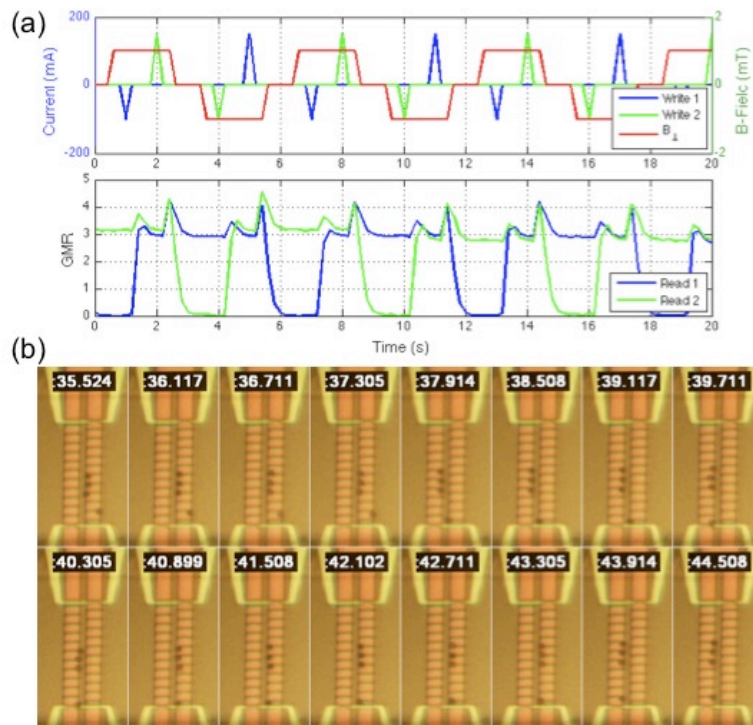 (a)
200
0
-200
Current (mA)
2
0
-2
B-Fielc (mT)
0 2 4 6 8 10 12 14 16 18 20
Write 1
Write 2
B⊥
5
4
3
2
1
0
GMR
Read 1
Read 2
0 2 4 6 8 10 12 14 16 18 20
Time (s)
(b)
:35.524 :36.117 :36.711 :37.305 :37.914 :38.508 :39.117 :39.711
:40.305 :40.899 :41.508 :42.102 :42.711 :43.305 :43.914 :44.508